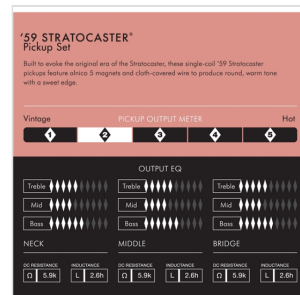 '59 STRATOCASTER®
Pickup Set
Built to evoke the original era of the Stratocaster, these single-coil '59 Stratocaster
pickups feature alnico 5 magnets and cloth-covered wire to produce round, warm tone
with a sweet edge.
Vintage PICKUP OUTPUT METER Hot
1 2 3 4 5
OUTPUT EQ
Treble Treble Treble
Mid Mid Mid
Bass Bass Bass
NECK MIDDLE BRIDGE
DC RESISTANCE INDUCTANCE DC RESISTANCE INDUCTANCE DC RESISTANCE INDUCTANCE
Ω 5.9k L 2.6h Ω 5.9k L 2.6h Ω 5.9k L 2.6h